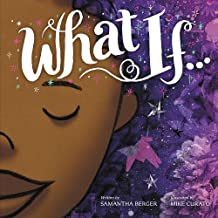 What If...
Written by
SAMANTHA BERGER
Illustrated by
MIKE CURATO